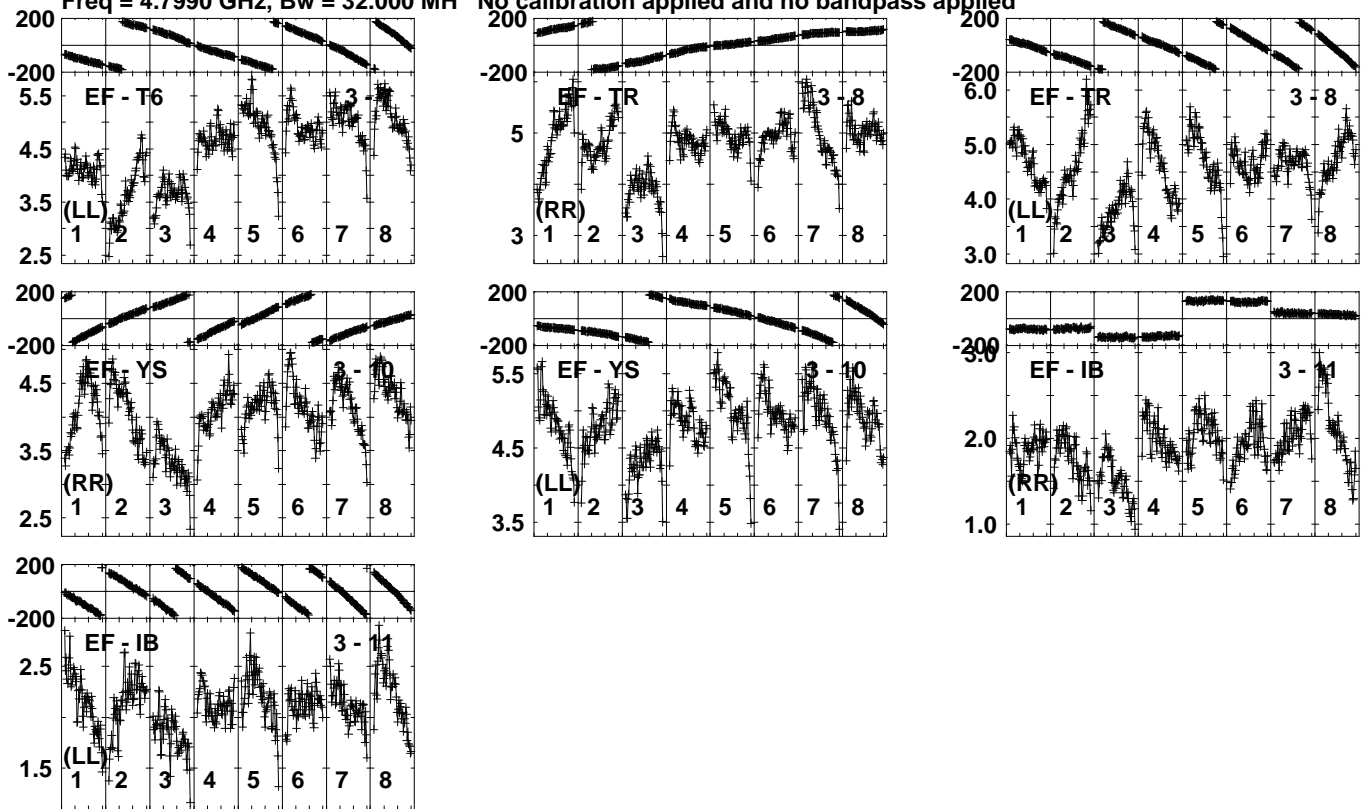 Freq = 4.7990 GHz, Bw = 32.000 MH No calibration applied and no bandpass applied
200
-200
5.5
4.5
3.5
2.5
EF - T6 3 -
(LL)
1 2 3 4 5 6 7 8
200
-200
5
3
EF - TR 3 - 8
(RR)
1 2 3 4 5 6 7 8
200
-200
6.0
5.0
4.0
3.0
EF - TR 3 - 8
(LL)
1 2 3 4 5 6 7 8
200
-200
4.5
3.5
2.5
EF - YS 3 - 10
(RR)
1 2 3 4 5 6 7 8
200
-200
5.5
4.5
3.5
EF - YS 3 - 10
(LL)
1 2 3 4 5 6 7 8
200
-200
3.0
2.0
1.0
EF - IB 3 - 11
(RR)
1 2 3 4 5 6 7 8
200
-200
2.5
1.5
EF - IB 3 - 11
(LL)
1 2 3 4 5 6 7 8